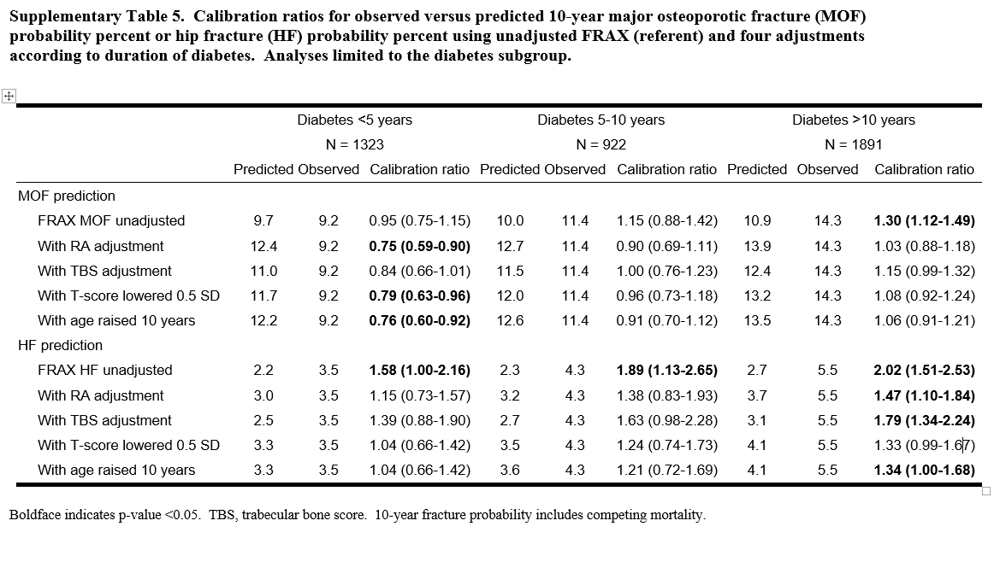 Supplementary Table 5.  Calibration ratios for observed versus predicted 10-year major osteoporotic fracture (MOF)
probability percent or hip fracture (HF) probability percent using unadjusted FRAX (referent) and four adjustments
according to duration of diabetes.  Analyses limited to the diabetes subgroup.
Diabetes <5 years Diabetes 5-10 years Diabetes >10 years
N = 1323 N = 922 N = 1891
Predicted Observed Calibration ratio Predicted Observed Calibration ratio Predicted Observed Calibration ratio
MOF prediction
FRAX MOF unadjusted 9.7 9.2 0.95 (0.75-1.15) 10.0 11.4 1.15 (0.88-1.42) 10.9 14.3 1.30 (1.12-1.49)
With RA adjustment 12.4 9.2 0.75 (0.59-0.90) 12.7 11.4 0.90 (0.69-1.11) 13.9 14.3 1.03 (0.88-1.18)
With TBS adjustment 11.0 9.2 0.84 (0.66-1.01) 11.5 11.4 1.00 (0.76-1.23) 12.4 14.3 1.15 (0.99-1.32)
With T-score lowered 0.5 SD 11.7 9.2 0.79 (0.63-0.96) 12.0 11.4 0.96 (0.73-1.18) 13.2 14.3 1.08 (0.92-1.24)
With age raised 10 years 12.2 9.2 0.76 (0.60-0.92) 12.6 11.4 0.91 (0.70-1.12) 13.5 14.3 1.06 (0.91-1.21)
HF prediction
FRAX HF unadjusted 2.2 3.5 1.58 (1.00-2.16) 2.3 4.3 1.89 (1.13-2.65) 2.7 5.5 2.02 (1.51-2.53)
With RA adjustment 3.0 3.5 1.15 (0.73-1.57) 3.2 4.3 1.38 (0.83-1.93) 3.7 5.5 1.47 (1.10-1.84)
With TBS adjustment 2.5 3.5 1.39 (0.88-1.90) 2.7 4.3 1.63 (0.98-2.28) 3.1 5.5 1.79 (1.34-2.24)
With T-score lowered 0.5 SD 3.3 3.5 1.04 (0.66-1.42) 3.5 4.3 1.24 (0.74-1.73) 4.1 5.5 1.33 (0.99-1.67)
With age raised 10 years 3.3 3.5 1.04 (0.66-1.42) 3.6 4.3 1.21 (0.72-1.69) 4.1 5.5 1.34 (1.00-1.68)
Boldface indicates p-value <0.05.  TBS, trabecular bone score.  10-year fracture probability includes competing mortality.